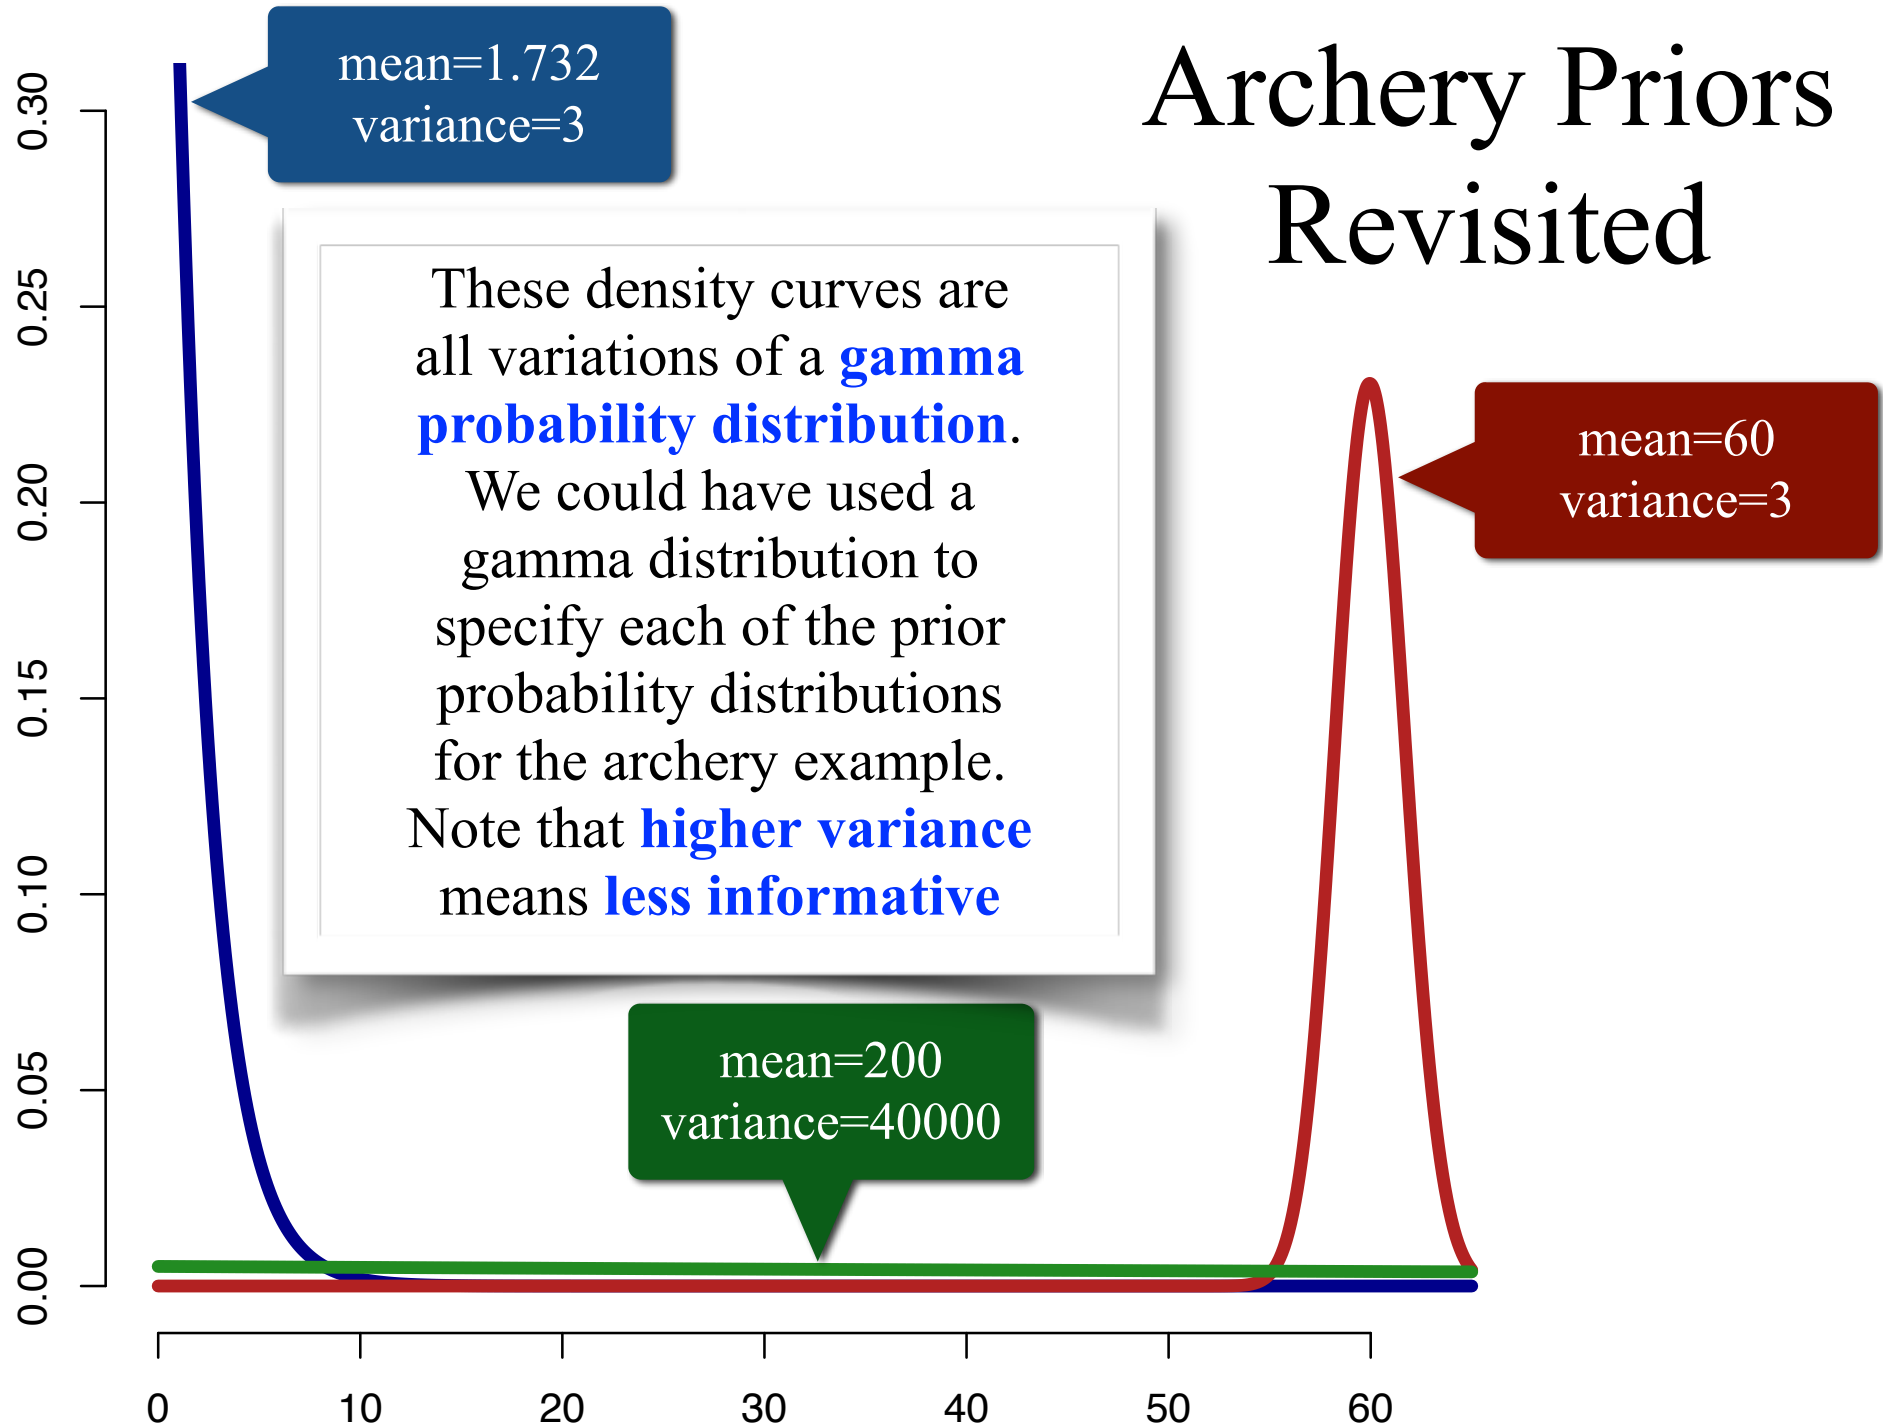 Archery Priors
Revisited
mean=1.732
variance=3
These density curves are
all variations of a gamma
probability distribution.
We could have used a
gamma distribution to
specify each of the prior
probability distributions
for the archery example.
Note that higher variance
means less informative
mean=60
variance=3
mean=200
variance=40000
0.30
0.25
0.20
0.15
0.10
0.05
0.00
0 10 20 30 40 50 60